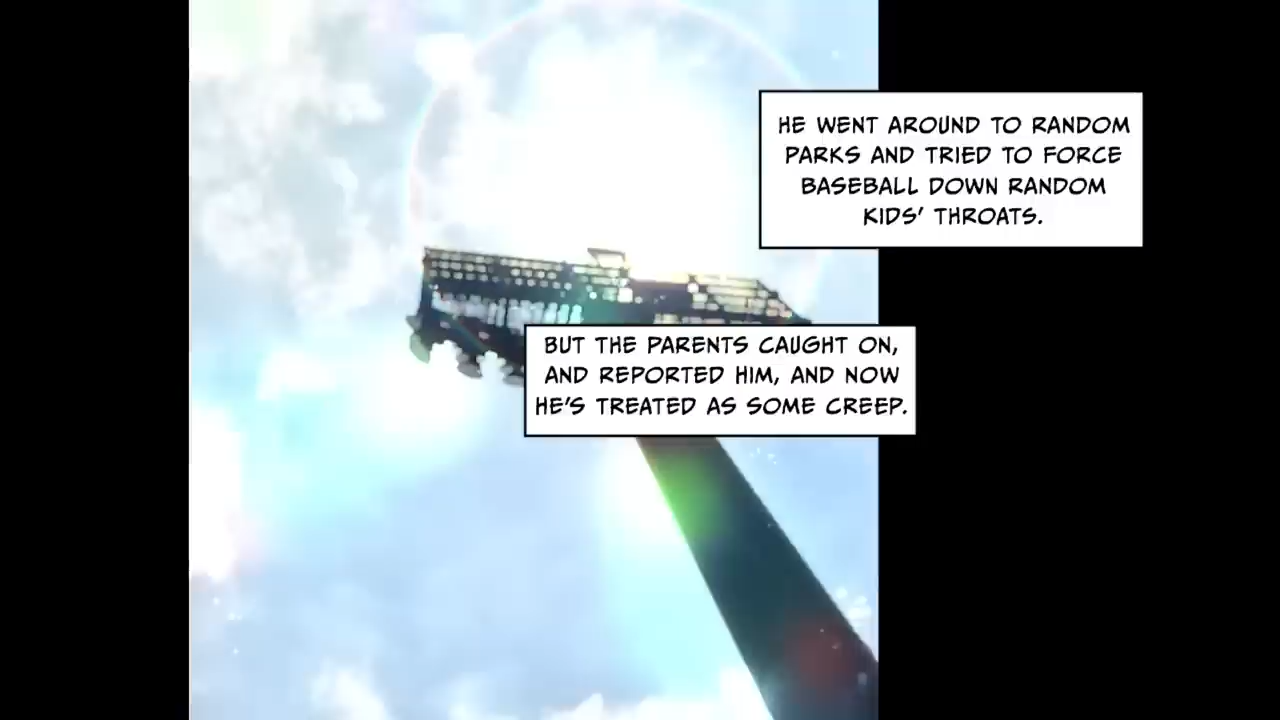 HE WENT AROUND TO RANDOM
PARKS AND TRIED TO FORCE
BASEBALL DOWN RANDOM
KIDS' THROATS.
BUT THE PARENTS CAUGHT ON,
AND REPORTED HIM, AND NOW
HE'S TREATED AS SOME CREEP.